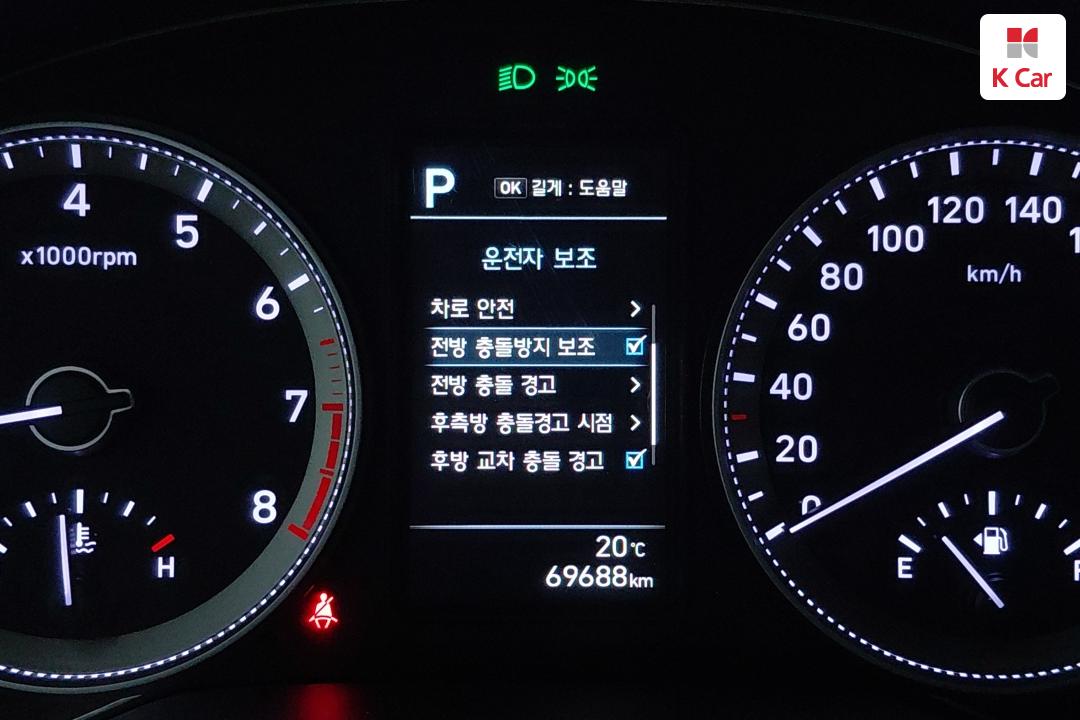 K Car
P
OK 길게 : 도움말
운전자 보조
차로 안전
전방 충돌방지 보조
전방 충돌 경고
후측방 충돌경고 시점
후방 교차 충돌 경고
20℃
69688km
4
5
6
7
8
x1000rpm
H
0
20
40
60
80
100
120
140
km/h
E